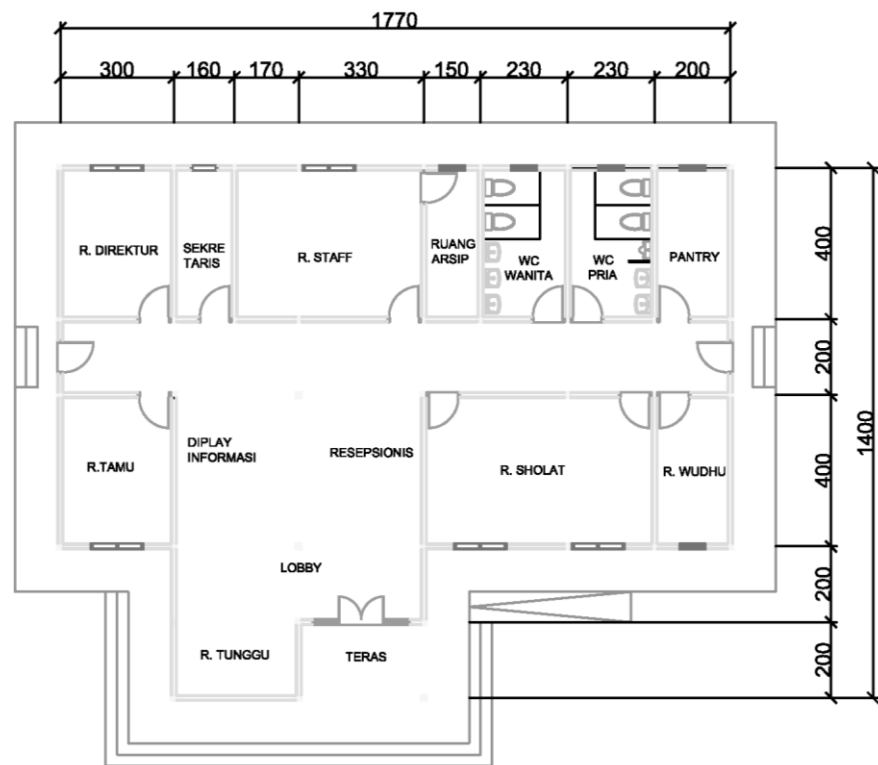 1770
300 160 170 330 150 230 230 200
R. DIREKTUR
SEKRE
TARIS
R. STAFF
RUANG
ARSIP
WC
WANITA
WC
PRIA
PANTRY
400
200
R.TAMU
DIPLAY
INFORMASI
RESEPSIONIS
R. SHOLAT
R. WUDHU
400
1400
LOBBY
200
R. TUNGGU
TERAS
200